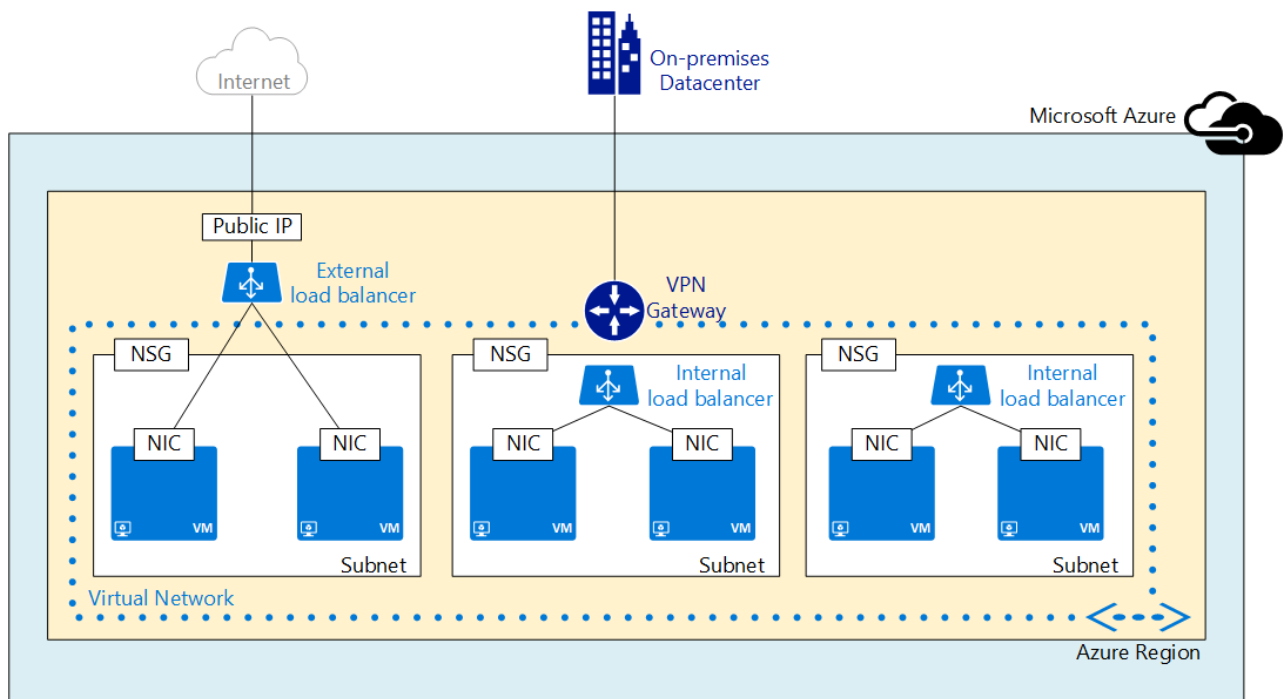 Internet
On-premises
Datacenter
Microsoft Azure
Public IP
External
load balancer
VPN
Gateway
NSG
NSG
NSG
Internal
load balancer
Internal
load balancer
NIC
NIC
NIC
NIC
NIC
NIC
VM
VM
VM
VM
VM
VM
Subnet
Subnet
Subnet
Virtual Network
Azure Region